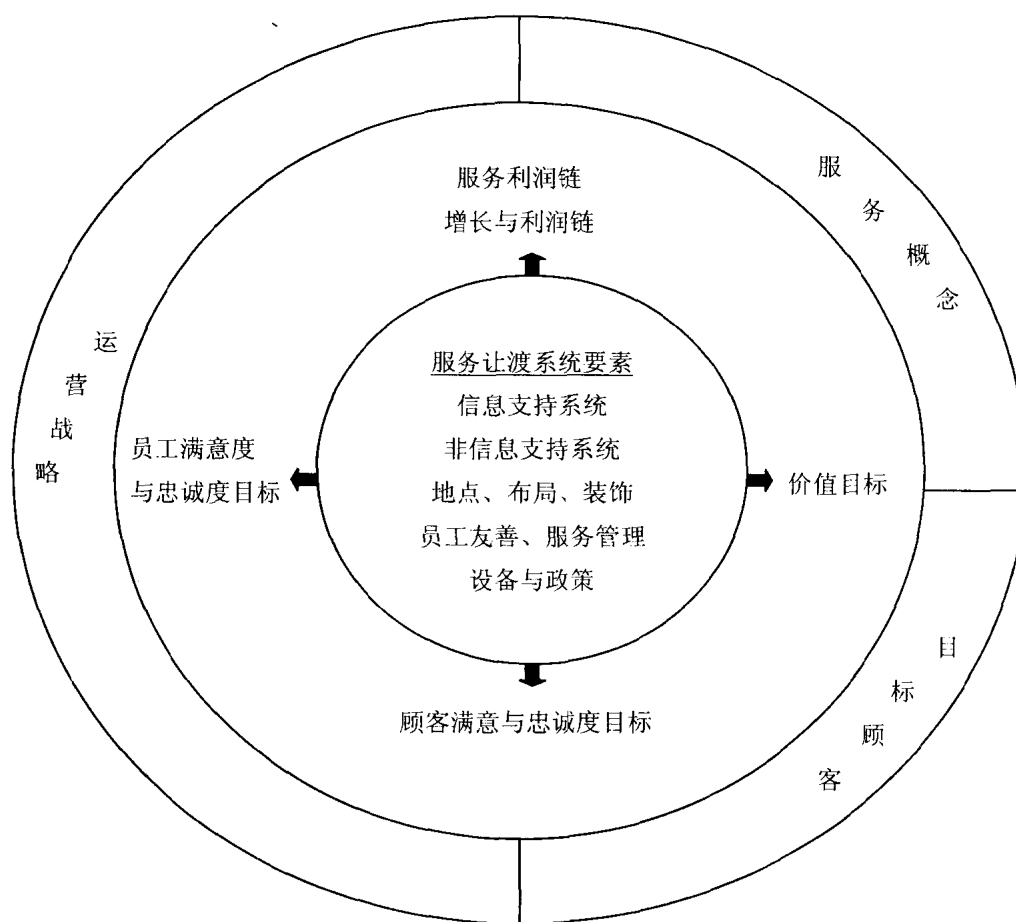 服务利润链
增长与利润链
服务概念
运营战略
服务让渡系统要素
信息支持系统
非信息支持系统
地点、布局、装饰
员工友善、服务管理
设备与政策
员工满意度
与忠诚度目标
价值目标
顾客满意与忠诚度目标
目标顾客